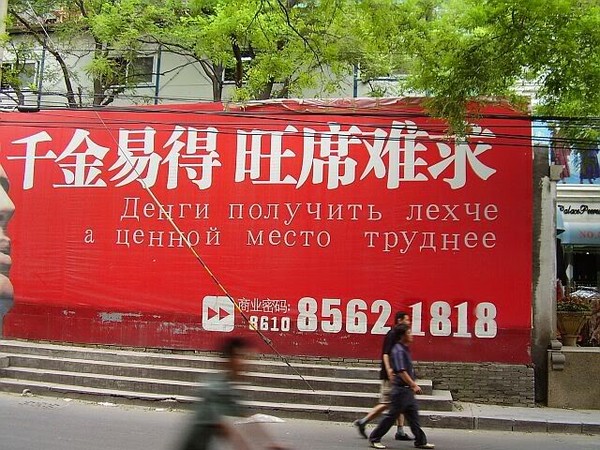 千金易得 旺席难求
Денги получить лехче
а ценной место труднее
商业密码:
8610 8562 1818